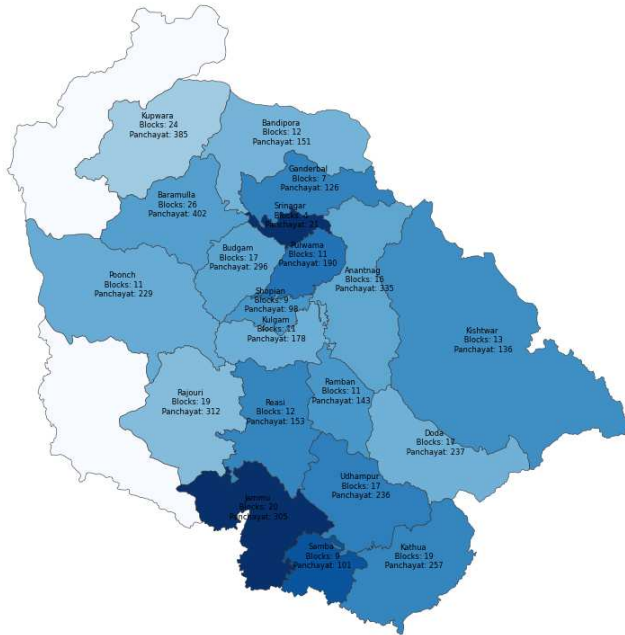 Kupwara
Blocks: 24
Panchayat: 385
Bandipora
Blocks: 12
Panchayat: 151
Ganderbal
Blocks: 7
Panchayat: 126
Baramulla
Blocks: 26
Panchayat: 402
Srinagar
Blocks: 4
Panchayat: 21
Budgam
Blocks: 17
Panchayat: 296
Pulwama
Blocks: 11
Panchayat: 190
Anantnag
Blocks: 16
Panchayat: 335
Poonch
Blocks: 11
Panchayat: 229
Shopian
Blocks: 9
Panchayat: 98
Kulgam
Blocks: 11
Panchayat: 178
Kishtwar
Blocks: 13
Panchayat: 136
Rajouri
Blocks: 19
Panchayat: 312
Reasi
Blocks: 12
Panchayat: 153
Ramban
Blocks: 11
Panchayat: 143
Doda
Blocks: 17
Panchayat: 237
Udhampur
Blocks: 17
Panchayat: 236
Jammu
Blocks: 20
Panchayat: 305
Samba
Blocks: 9
Panchayat: 101
Kathua
Blocks: 19
Panchayat: 257